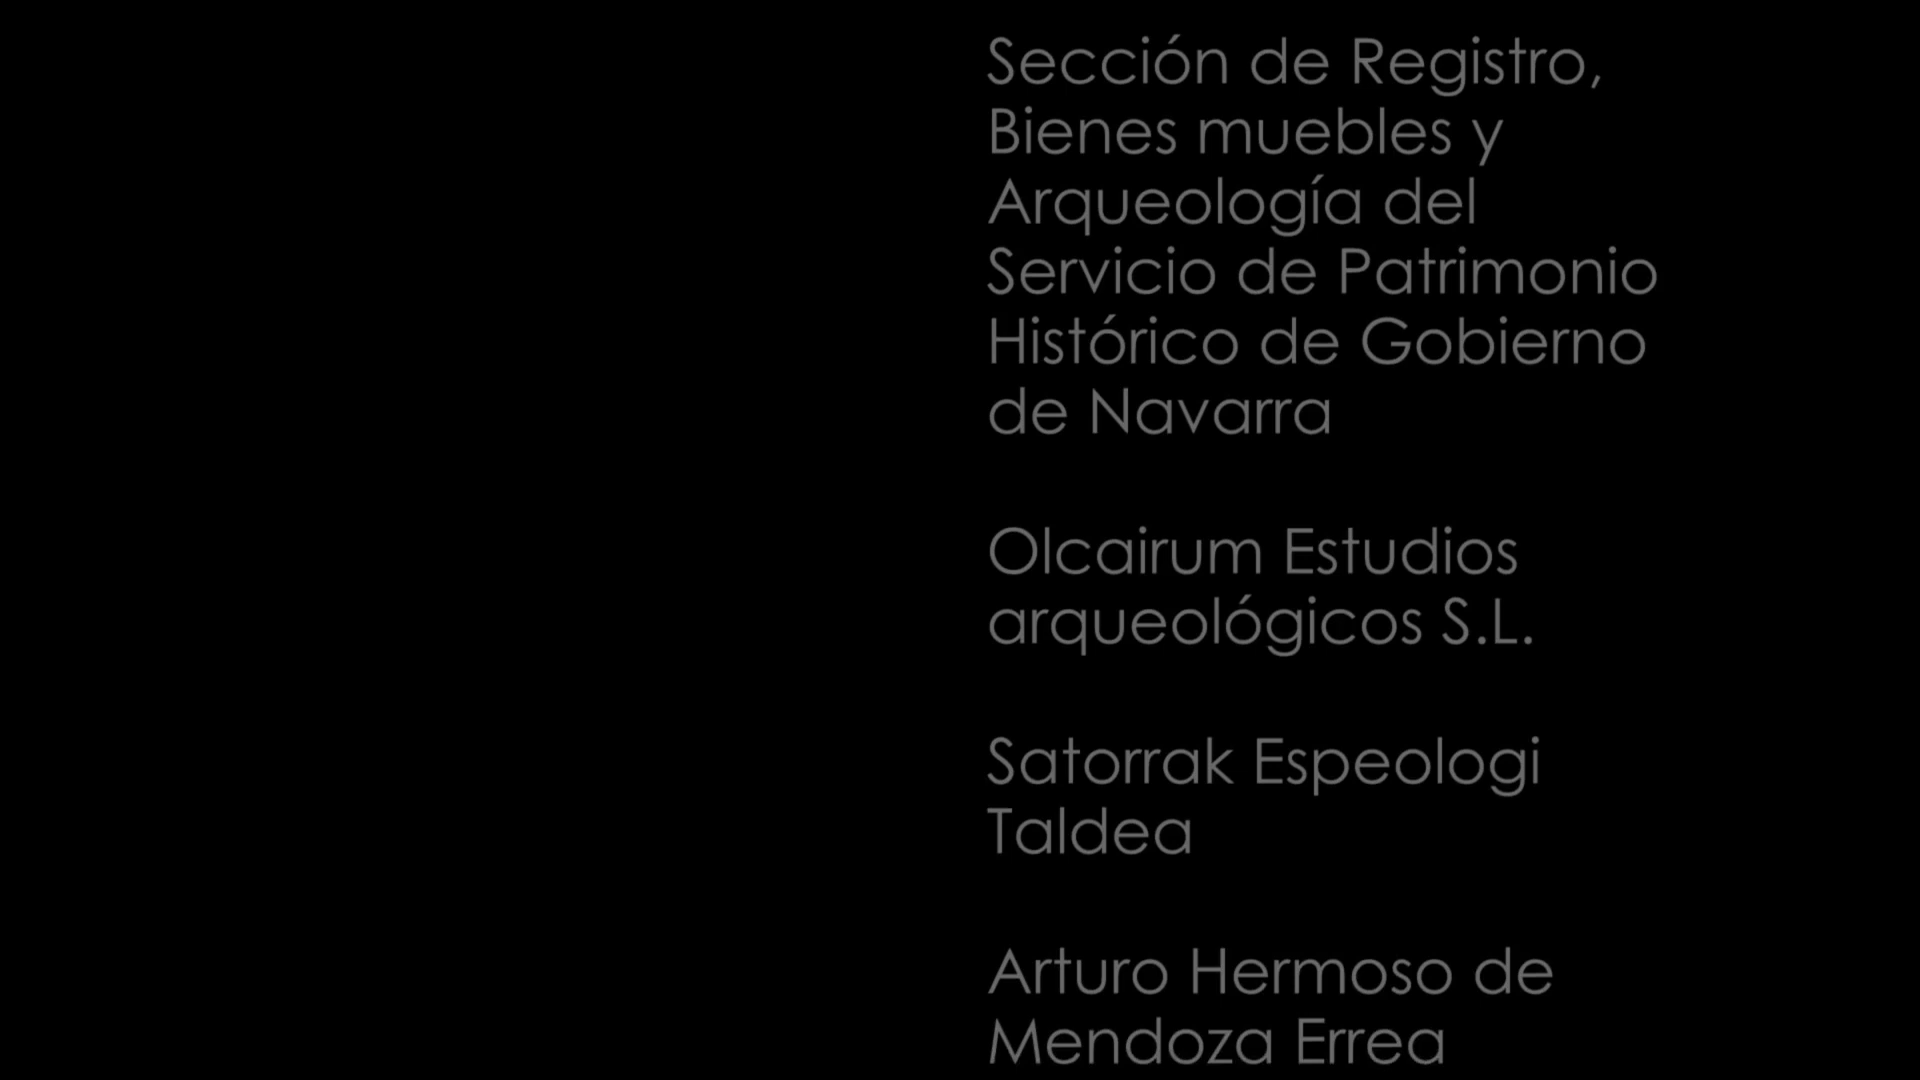 Sección de Registro,
Bienes muebles y
Arqueología del
Servicio de Patrimonio
Histórico de Gobierno
de Navarra
Olcairum Estudios
arqueológicos S.L.
Satorrak Espeologi
Taldea
Arturo Hermoso de
Mendoza Errea